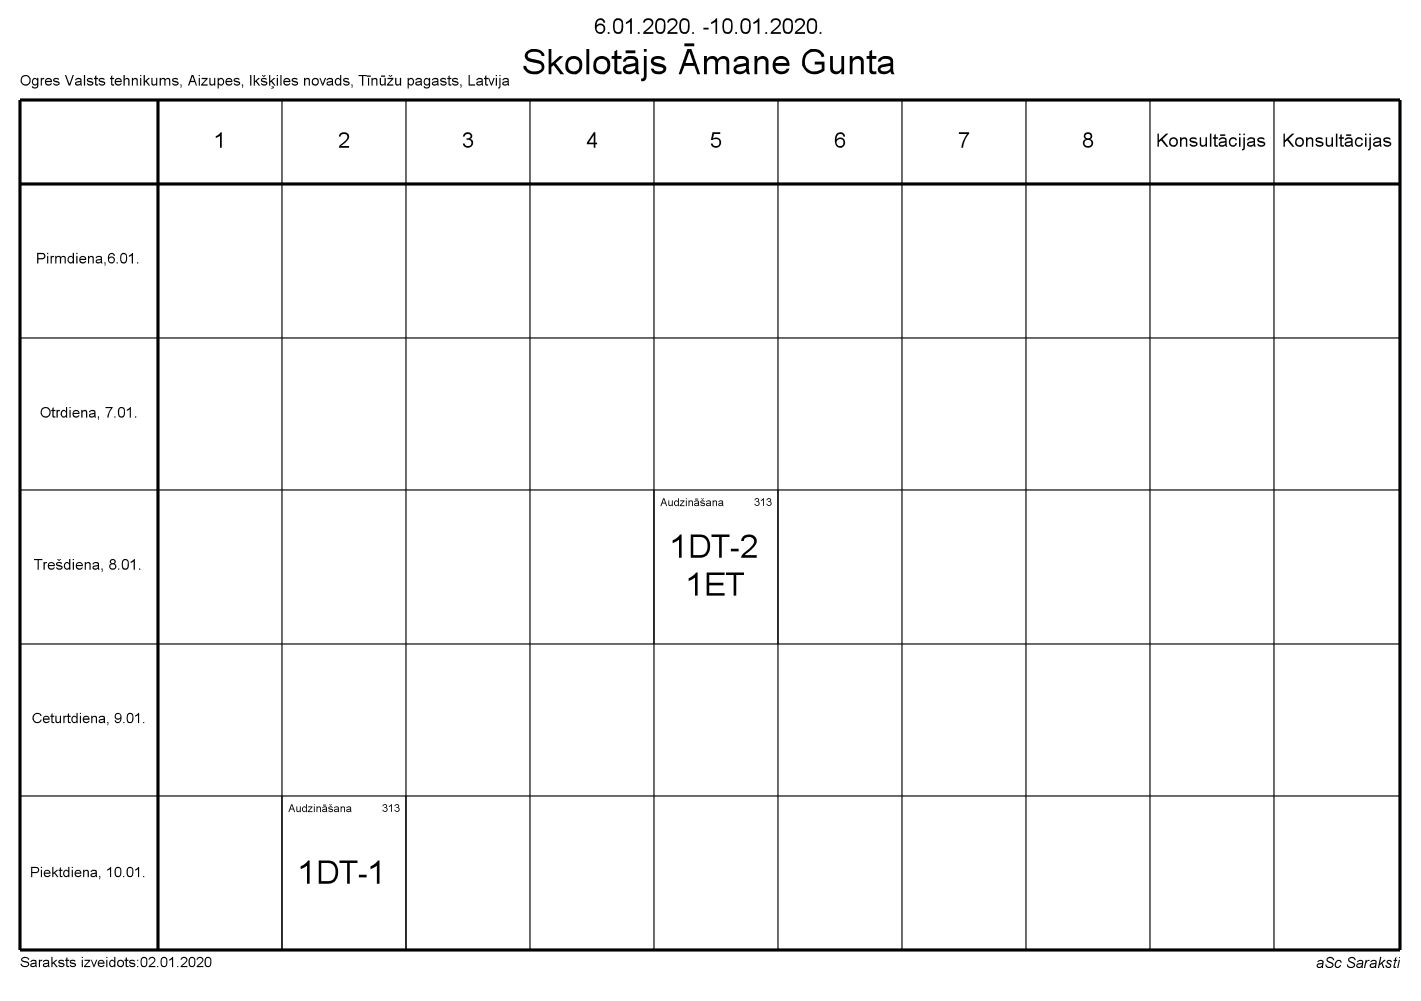 6.01.2020. -10.01.2020.
Skolotājs Āmane Gunta
Ogres Valsts tehnikums, Aizupes, Ikšķiles novads, Tīnūžu pagasts, Latvija
1 2 3 4 5 6 7 8 Konsultācijas Konsultācijas
Pirmdiena,6.01.
Otrdiena, 7.01.
Trešdiena, 8.01.
Audzināšana 313
1DT-2
1ET
Ceturtdiena, 9.01.
Piektdiena, 10.01.
Audzināšana 313
1DT-1
Saraksts izveidots:02.01.2020
aSc Saraksti